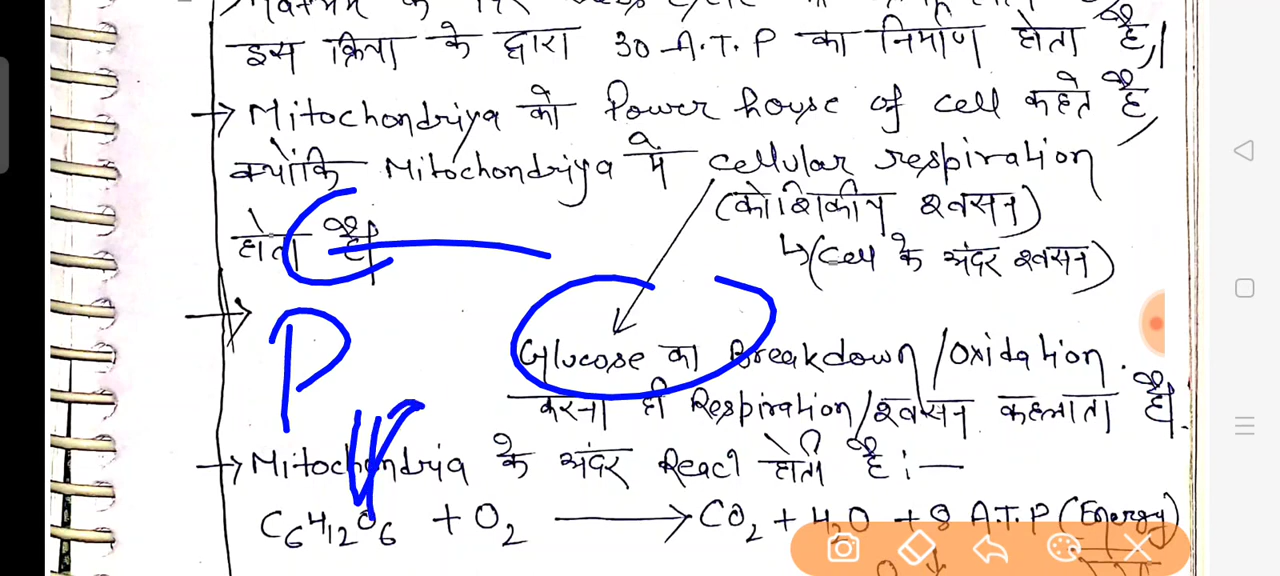 इस क्रिया के द्वारा 30 A.T.P का निर्माण होता है,
→ Mitochondriya को Power house of cell कहते है,
क्योंकि Mitochondriya में cellular respiration
(कोशिकीय श्वसन)
होता है।
↳(Cell के अंदर श्वसन)
P
Glucose का Breakdown/Oxidation
करना ही Respiration/श्वसन कहलाता है।
→ Mitochondria के अंदर React होती है :—
C6H12O6 + O2 → CO2 + H2O + 8 A.T.P (Energy)